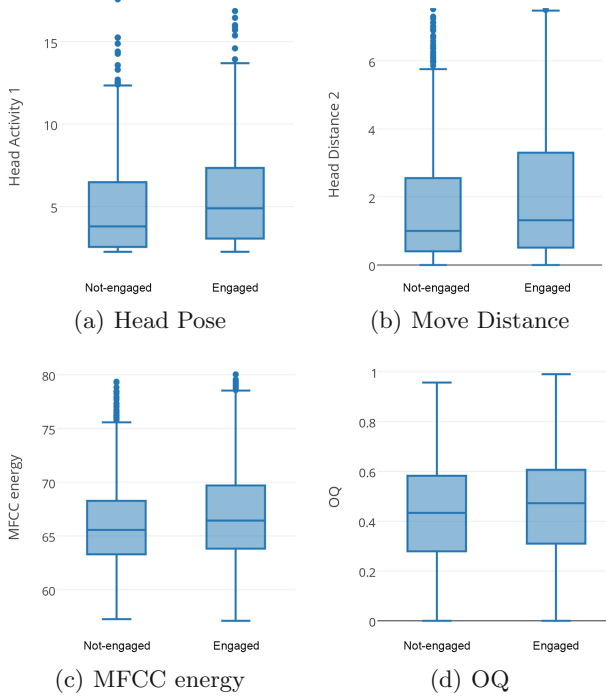 15
10
5
Head Activity 1
Not-engaged
Engaged
(a) Head Pose
6
4
2
0
Head Distance 2
Not-engaged
Engaged
(b) Move Distance
80
75
70
65
60
MFCC energy
Not-engaged
Engaged
(c) MFCC energy
1
0.8
0.6
0.4
0.2
0
OQ
Not-engaged
Engaged
(d) OQ